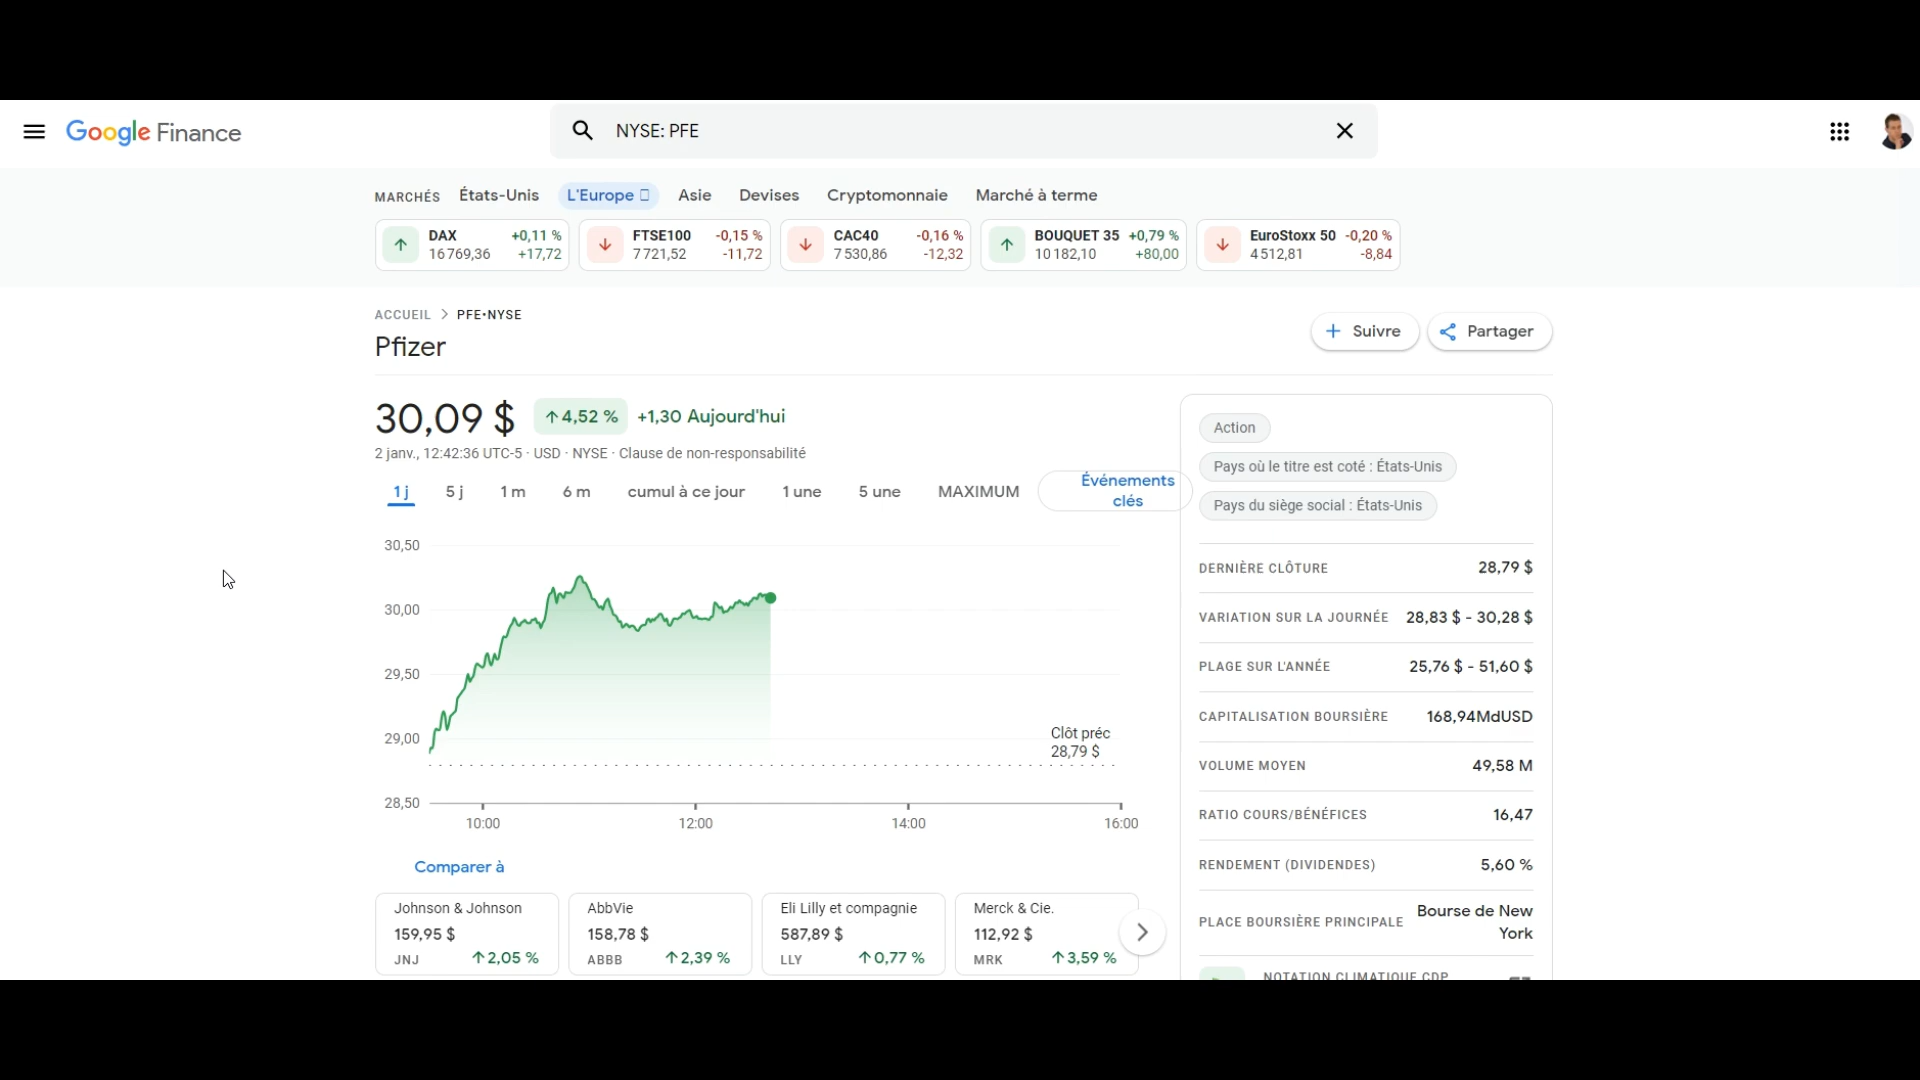 Google Finance
NYSE: PFE
MARCHÉS États-Unis L'Europe Asie Devises Cryptomonnaie Marché à terme
DAX +0,11 %
16 769,36 +17,72
FTSE100 -0,15 %
7 721,52 -11,72
CAC40 -0,16 %
7 530,86 -12,32
BOUQUET 35 +0,79 %
10 182,10 +80,00
EuroStoxx 50 -0,20 %
4 512,81 -8,84
ACCUEIL > PFE•NYSE
Pfizer
Suivre
Partager
30,09 $ ↑4,52 % +1,30 Aujourd'hui
2 janv., 12:42:36 UTC-5 · USD · NYSE · Clause de non-responsabilité
1 j 5 j 1 m 6 m cumul à ce jour 1 une 5 une MAXIMUM
Événements
clés
30,50
30,00
29,50
29,00
28,50
Clôt préc
28,79 $
10:00 12:00 14:00 16:00
Comparer à
Johnson & Johnson
159,95 $
JNJ ↑2,05 %
AbbVie
158,78 $
ABBB ↑2,39 %
Eli Lilly et compagnie
587,89 $
LLY ↑0,77 %
Merck & Cie.
112,92 $
MRK ↑3,59 %
Action
Pays où le titre est coté : États-Unis
Pays du siège social : États-Unis
DERNIÈRE CLÔTURE 28,79 $
VARIATION SUR LA JOURNÉE 28,83 $ - 30,28 $
PLAGE SUR L'ANNÉE 25,76 $ - 51,60 $
CAPITALISATION BOURSIÈRE 168,94MdUSD
VOLUME MOYEN 49,58 M
RATIO COURS/BÉNÉFICES 16,47
RENDEMENT (DIVIDENDES) 5,60 %
PLACE BOURSIÈRE PRINCIPALE Bourse de New
York
NOTATION CLIMATIQUE CDP